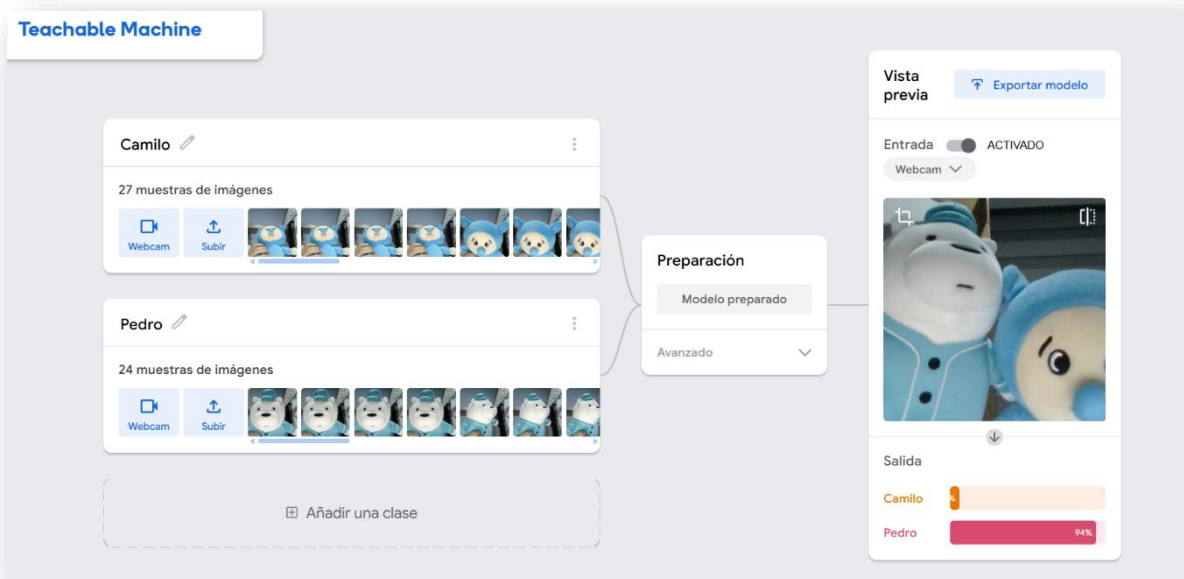 Teachable Machine
Camilo
27 muestras de imágenes
Webcam
Subir
Pedro
24 muestras de imágenes
Webcam
Subir
Añadir una clase
Preparación
Modelo preparado
Avanzado
Vista
previa
Exportar modelo
Entrada
ACTIVADO
Webcam
Salida
Camilo
Pedro
94%